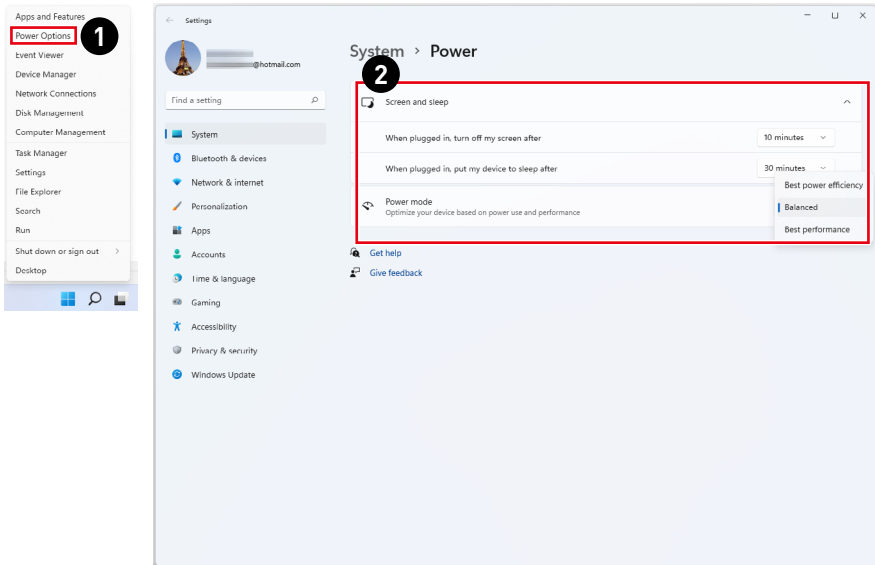 Apps and Features
Power Options
1
Event Viewer
Device Manager
Network Connections
Disk Management
Computer Management
Task Manager
Settings
File Explorer
Search
Run
Shut down or sign out
Desktop
Settings
@hotmail.com
Find a setting
System
Bluetooth & devices
Network & internet
Personalization
Apps
Accounts
Time & language
Gaming
Accessibility
Privacy & security
Windows Update
System > Power
2
Screen and sleep
When plugged in, turn off my screen after
10 minutes
When plugged in, put my device to sleep after
30 minutes
Power mode
Optimize your device based on power use and performance
Best power efficiency
Balanced
Best performance
Get help
Give feedback